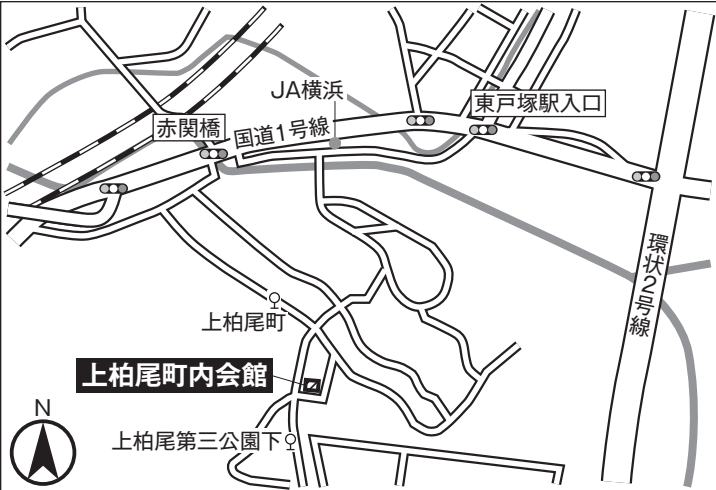 JA横浜
東戸塚駅入口
赤関橋
国道1号線
環状2号線
上柏尾町
上柏尾町内会館
N
上柏尾第三公園下